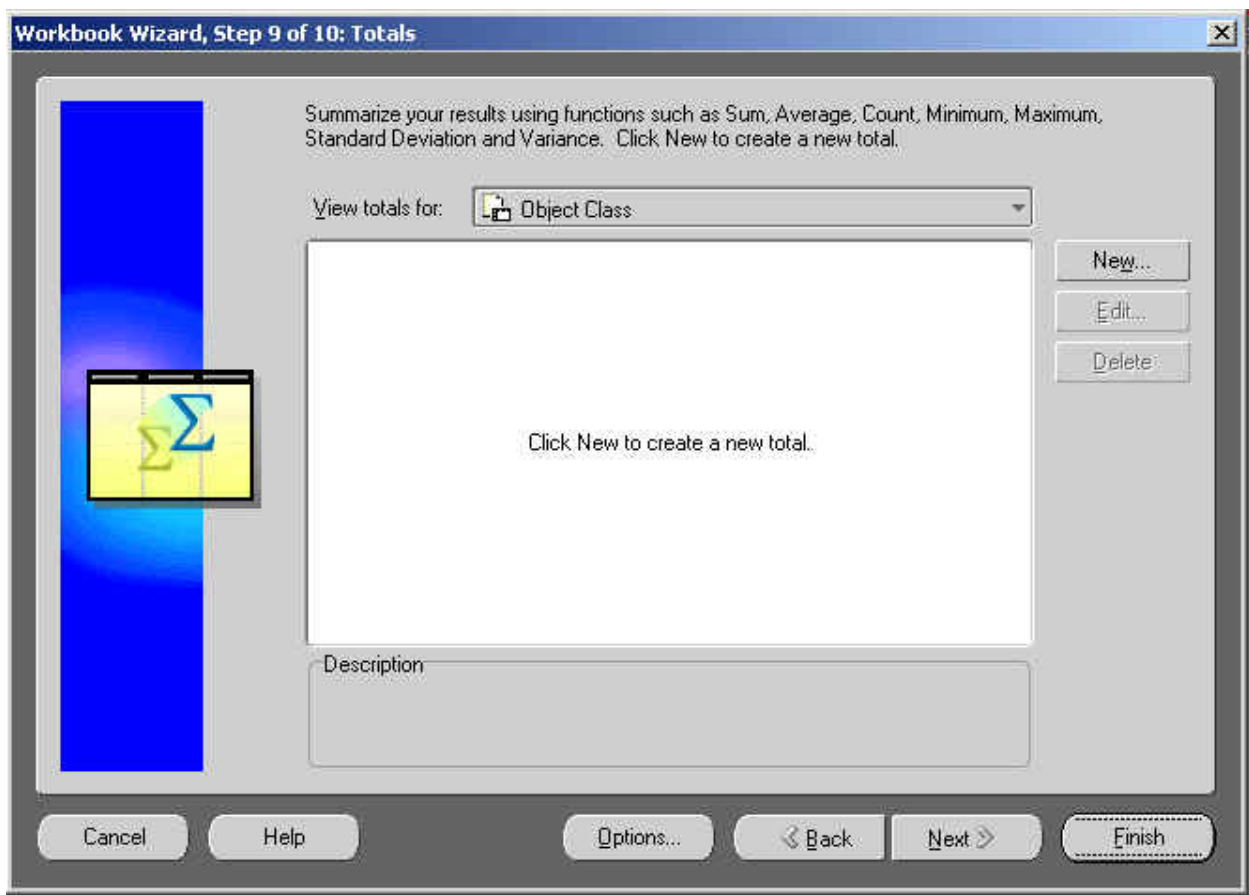 Workbook Wizard, Step 9 of 10: Totals
Summarize your results using functions such as Sum, Average, Count, Minimum, Maximum,
Standard Deviation and Variance. Click New to create a new total.
View totals for:
Object Class
New...
Edit...
Delete
Σ Σ
Click New to create a new total.
Description
Cancel
Help
Options...
Back
Next
Finish